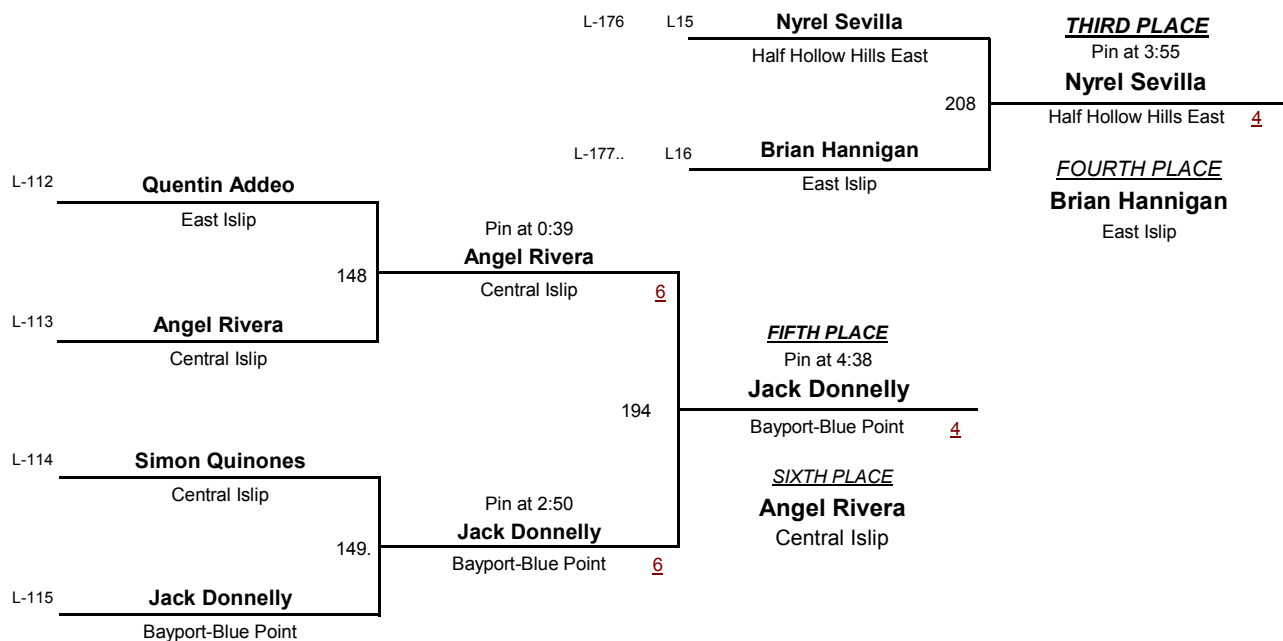 L-176 L15 Nyrel Sevilla
Half Hollow Hills East
208
L-177.. L16 Brian Hannigan
East Islip
THIRD PLACE
Pin at 3:55
Nyrel Sevilla
Half Hollow Hills East 4
FOURTH PLACE
Brian Hannigan
East Islip
L-112 Quentin Addeo
East Islip
148
L-113 Angel Rivera
Central Islip
Pin at 0:39
Angel Rivera
Central Islip 6
194
L-114 Simon Quinones
Central Islip
149.
L-115 Jack Donnelly
Bayport-Blue Point
Pin at 2:50
Jack Donnelly
Bayport-Blue Point 6
FIFTH PLACE
Pin at 4:38
Jack Donnelly
Bayport-Blue Point 4
SIXTH PLACE
Angel Rivera
Central Islip